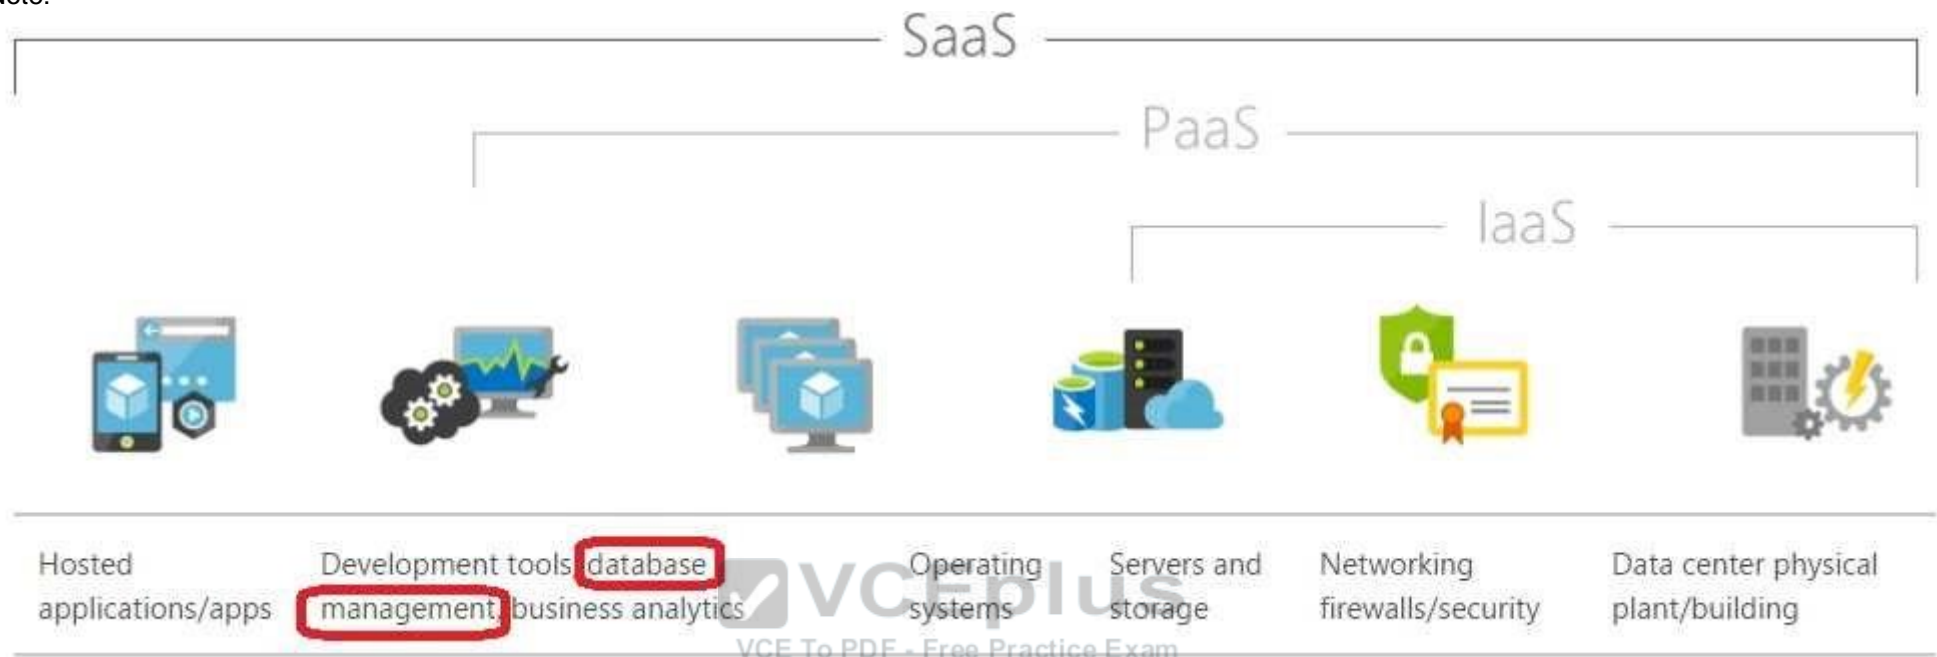 Note:
SaaS
PaaS
IaaS
Hosted
applications/apps
Development tools, database
management, business analytics
Operating
systems
Servers and
storage
Networking
firewalls/security
Data center physical
plant/building
VCEplus
VCE To PDF - Free Practice Exam